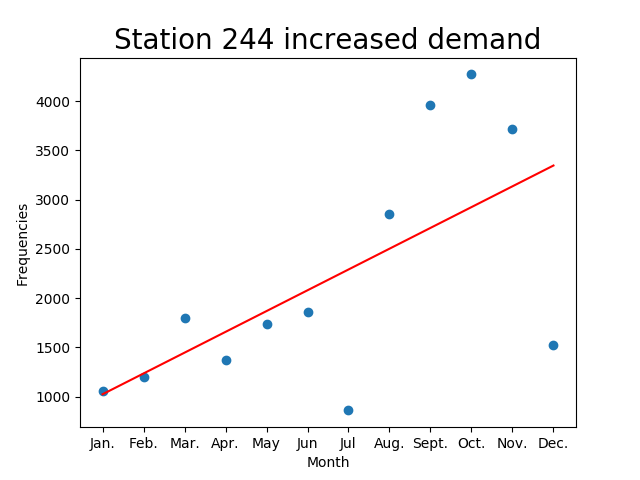 Station 244 increased demand
Frequencies
4000
3500
3000
2500
2000
1500
1000
Jan. Feb. Mar. Apr. May Jun Jul Aug. Sept. Oct. Nov. Dec.
Month